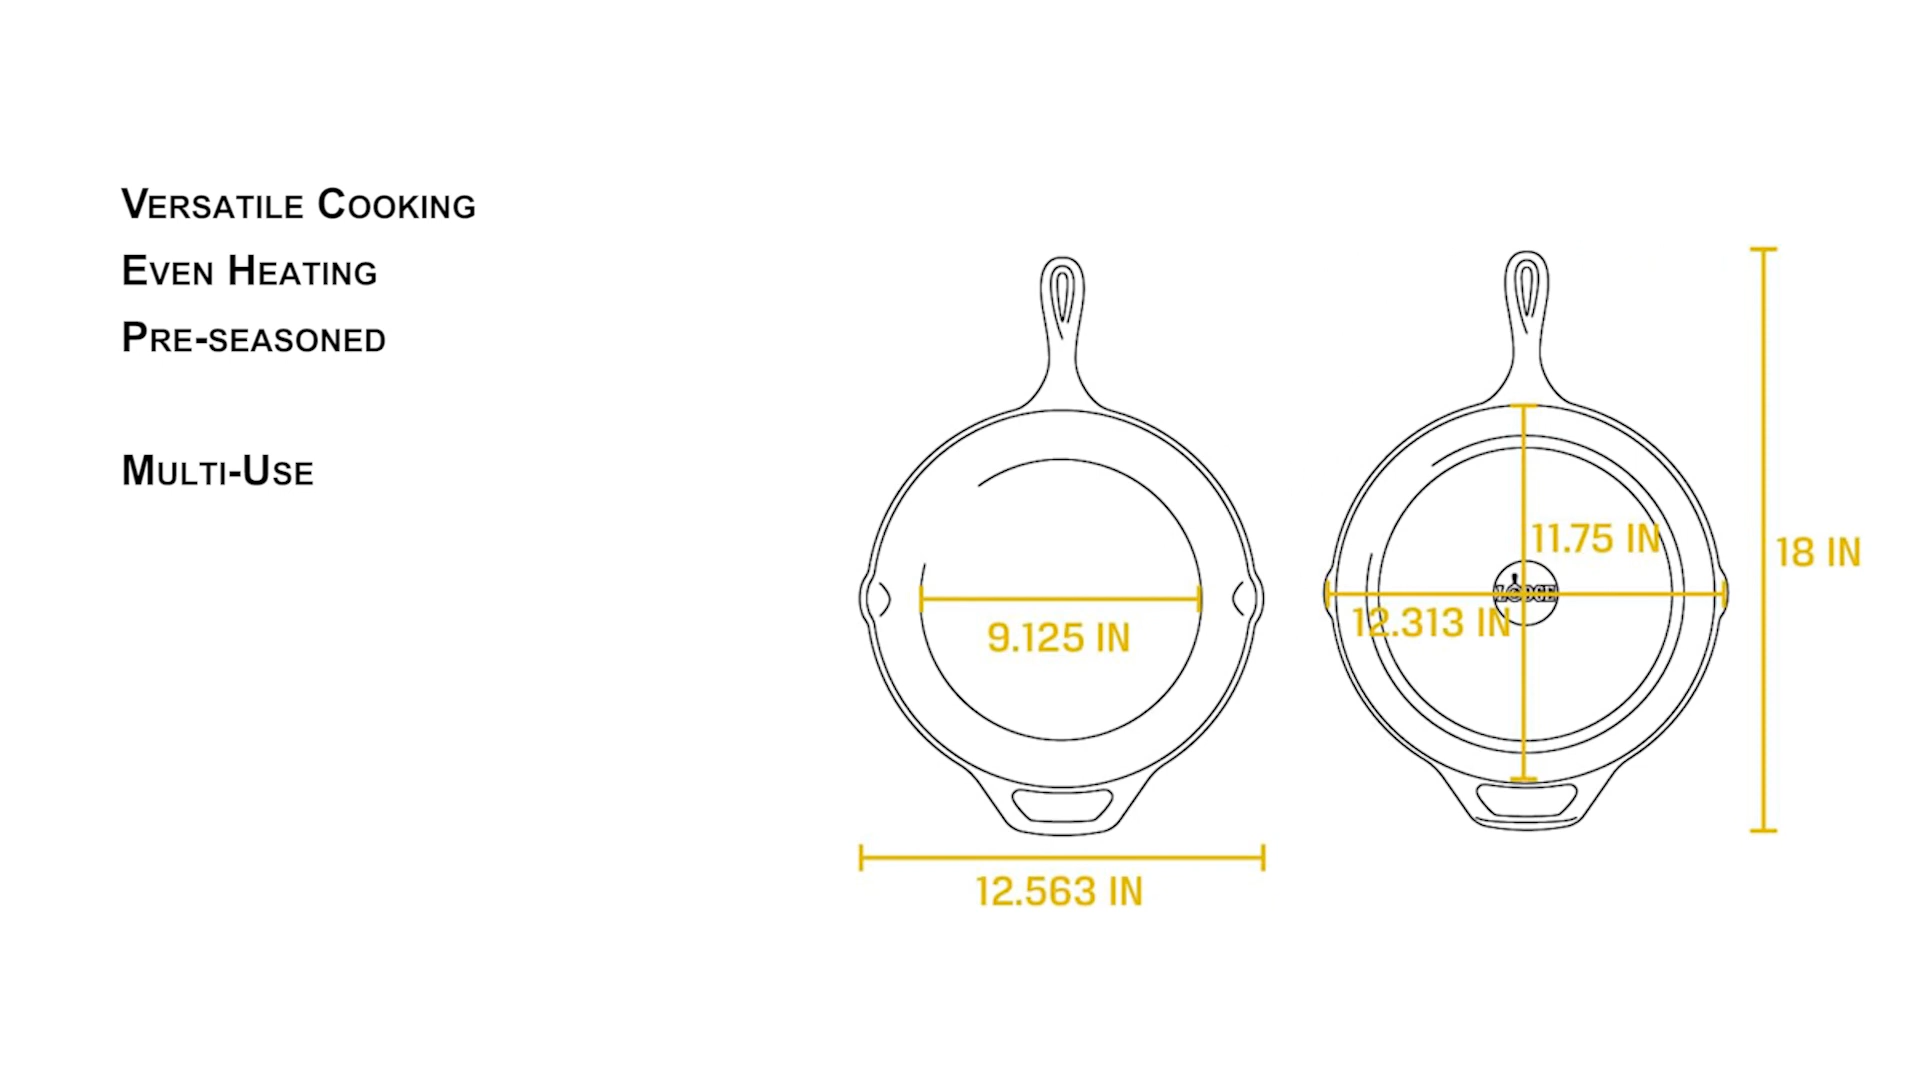 Versatile Cooking
Even Heating
Pre-seasoned
Multi-Use
11.75 IN
18 IN
LODGE
12.313 IN
9.125 IN
12.563 IN